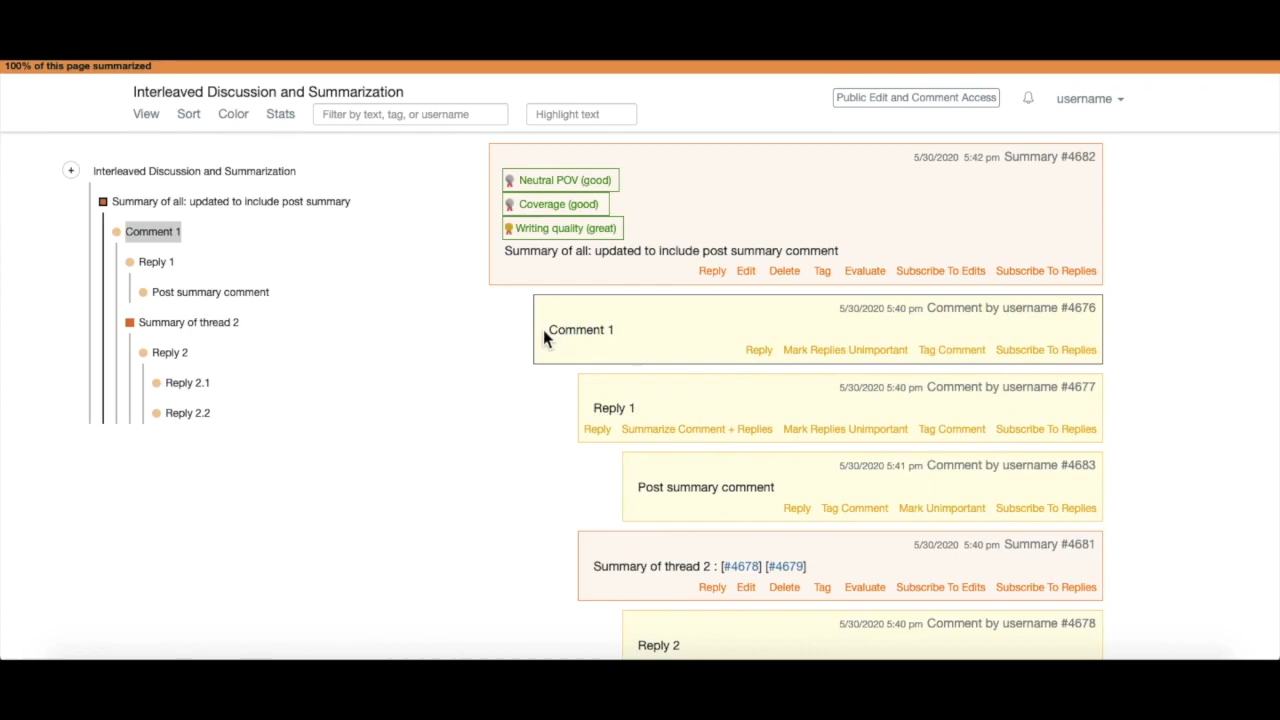 100% of this page summarized
Interleaved Discussion and Summarization
View Sort Color Stats Filter by text, tag, or username Highlight text
Public Edit and Comment Access username
+ Interleaved Discussion and Summarization
Summary of all: updated to include post summary
Comment 1
Reply 1
Post summary comment
Summary of thread 2
Reply 2
Reply 2.1
Reply 2.2
5/30/2020 5:42 pm Summary #4682
Neutral POV (good)
Coverage (good)
Writing quality (great)
Summary of all: updated to include post summary comment
Reply Edit Delete Tag Evaluate Subscribe To Edits Subscribe To Replies
5/30/2020 5:40 pm Comment by username #4676
Comment 1
Reply Mark Replies Unimportant Tag Comment Subscribe To Replies
5/30/2020 5:40 pm Comment by username #4677
Reply 1
Reply Summarize Comment + Replies Mark Replies Unimportant Tag Comment Subscribe To Replies
5/30/2020 5:41 pm Comment by username #4683
Post summary comment
Reply Tag Comment Mark Unimportant Subscribe To Replies
5/30/2020 5:40 pm Summary #4681
Summary of thread 2 : [#4678] [#4679]
Reply Edit Delete Tag Evaluate Subscribe To Edits Subscribe To Replies
5/30/2020 5:40 pm Comment by username #4678
Reply 2